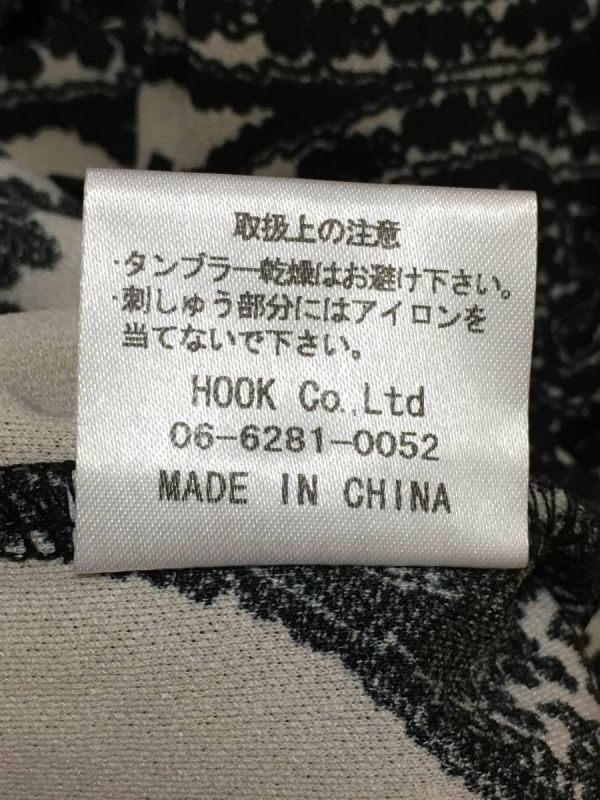 取扱上の注意
・タンブラー乾燥はお避け下さい。
・刺しゅう部分にはアイロンを
当てないで下さい。
HOOK Co.,Ltd
06-6281-0052
MADE IN CHINA